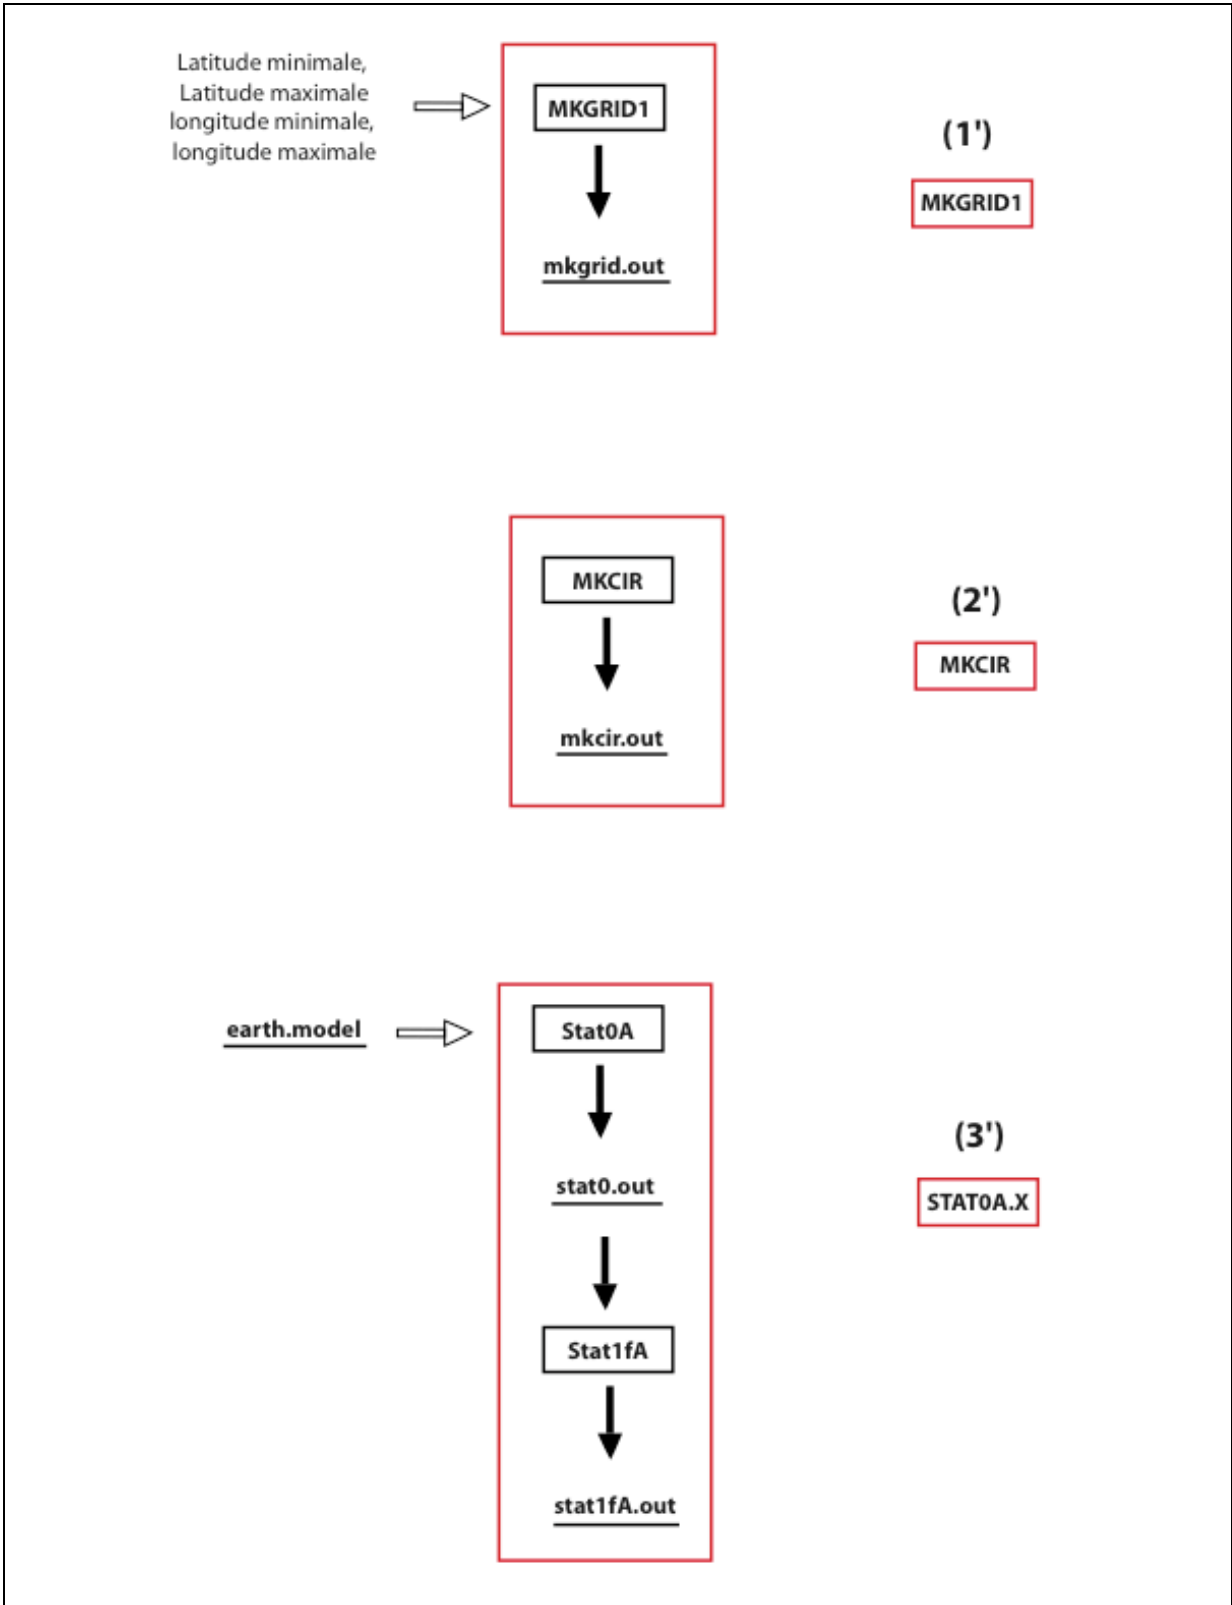 Latitude minimale,
Latitude maximale
longitude minimale,
longitude maximale
MKGRID1
mkgrid.out
(1')
MKGRID1
MKCIR
mkcir.out
(2')
MKCIR
earth.model
Stat0A
stat0.out
Stat1fA
stat1fA.out
(3')
STAT0A.X